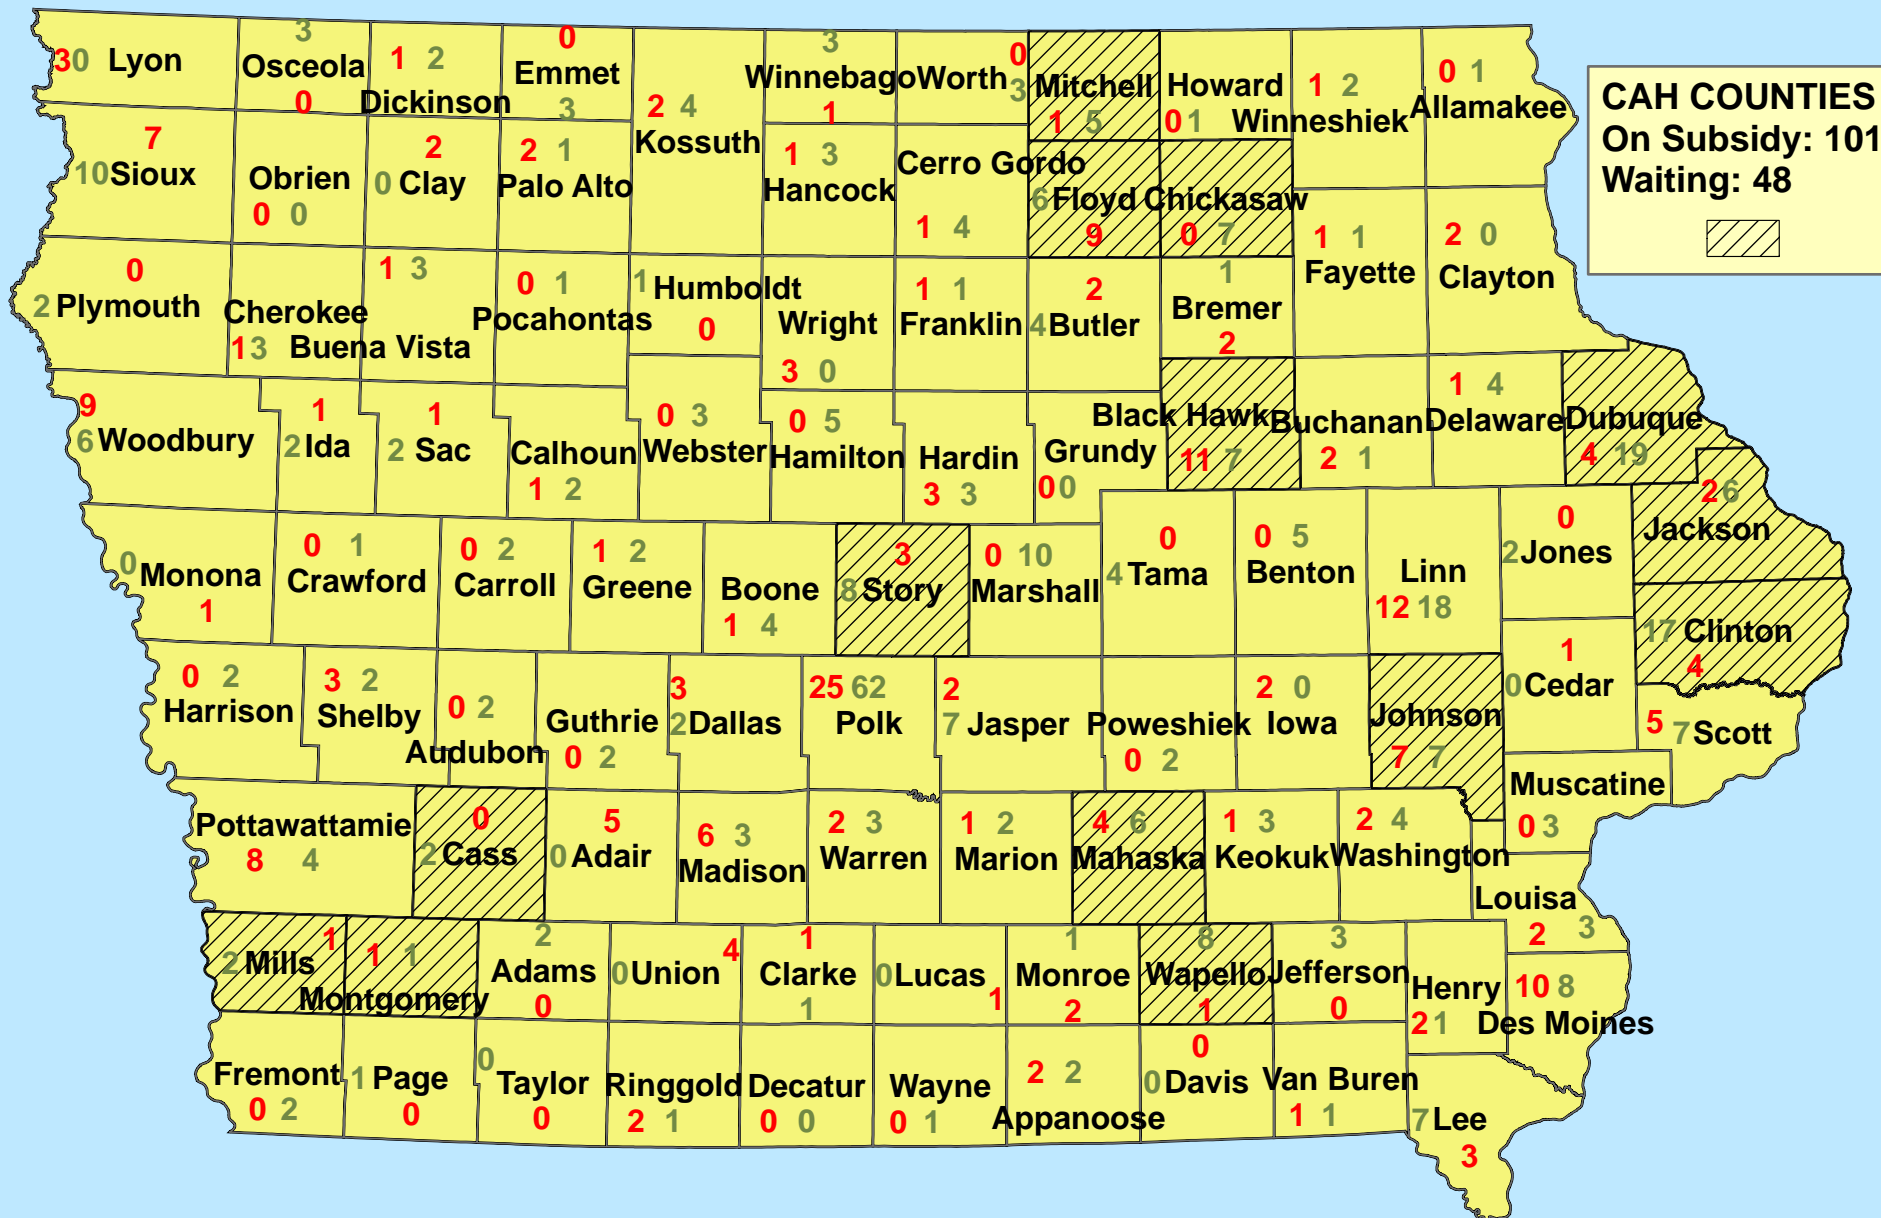 CAH COUNTIES
On Subsidy: 101
Waiting: 48
30 Lyon
3
Osceola
0
1 2
Dickinson
0
Emmet
3
2 4
Kossuth
3
Winnebago
1
0
Worth
3
Mitchell
1 5
Howard
0 1
1 2
Winneshiek
0 1
Allamakee
7
10 Sioux
Obrien
0 0
2
0 Clay
2 1
Palo Alto
1 3
Hancock
Cerro Gordo
1 4
6 Floyd
9
Chickasaw
0 7
1 1
Fayette
2 0
Clayton
0
2 Plymouth
Cherokee
1 3
1 3
Buena Vista
0 1
Pocahontas
1 Humboldt
0
Wright
3 0
1 1
Franklin
2
4 Butler
1
Bremer
2
9
6 Woodbury
1
2 Ida
1
2 Sac
Calhoun
1 2
0 3
Webster
0 5
Hamilton
Hardin
3 3
Grundy
0 0
Black Hawk
11 7
Buchanan
2 1
1 4
Delaware
Dubuque
4 19
0 Monona
1
0 1
Crawford
0 2
Carroll
1 2
Greene
Boone
1 4
3
8 Story
0 10
Marshall
0
4 Tama
0 5
Benton
Linn
12 18
0
2 Jones
2 6
Jackson
17 Clinton
4
0 2
Harrison
3 2
Shelby
0 2
Audubon
Guthrie
0 2
3
2 Dallas
25 62
Polk
2
7 Jasper
Poweshiek
0 2
2 0
Iowa
Johnson
7 7
1
0 Cedar
5 7 Scott
Muscatine
0 3
Pottawattamie
8 4
0
2 Cass
5
0 Adair
6 3
Madison
2 3
Warren
1 2
Marion
4 6
Mahaska
1 3
Keokuk
2 4
Washington
Louisa
2 3
1
2 Mills
1 1
Montgomery
2
Adams
0
4
0 Union
1
Clarke
1
0 Lucas
1
1
Monroe
2
8
Wapello
1
3
Jefferson
0
Henry
2 1
10 8
Des Moines
Fremont
0 2
1 Page
0
0
Taylor
0
Ringgold
2 1
Decatur
0 0
Wayne
0 1
2 2
Appanoose
0
0 Davis
Van Buren
1 1
7 Lee
3